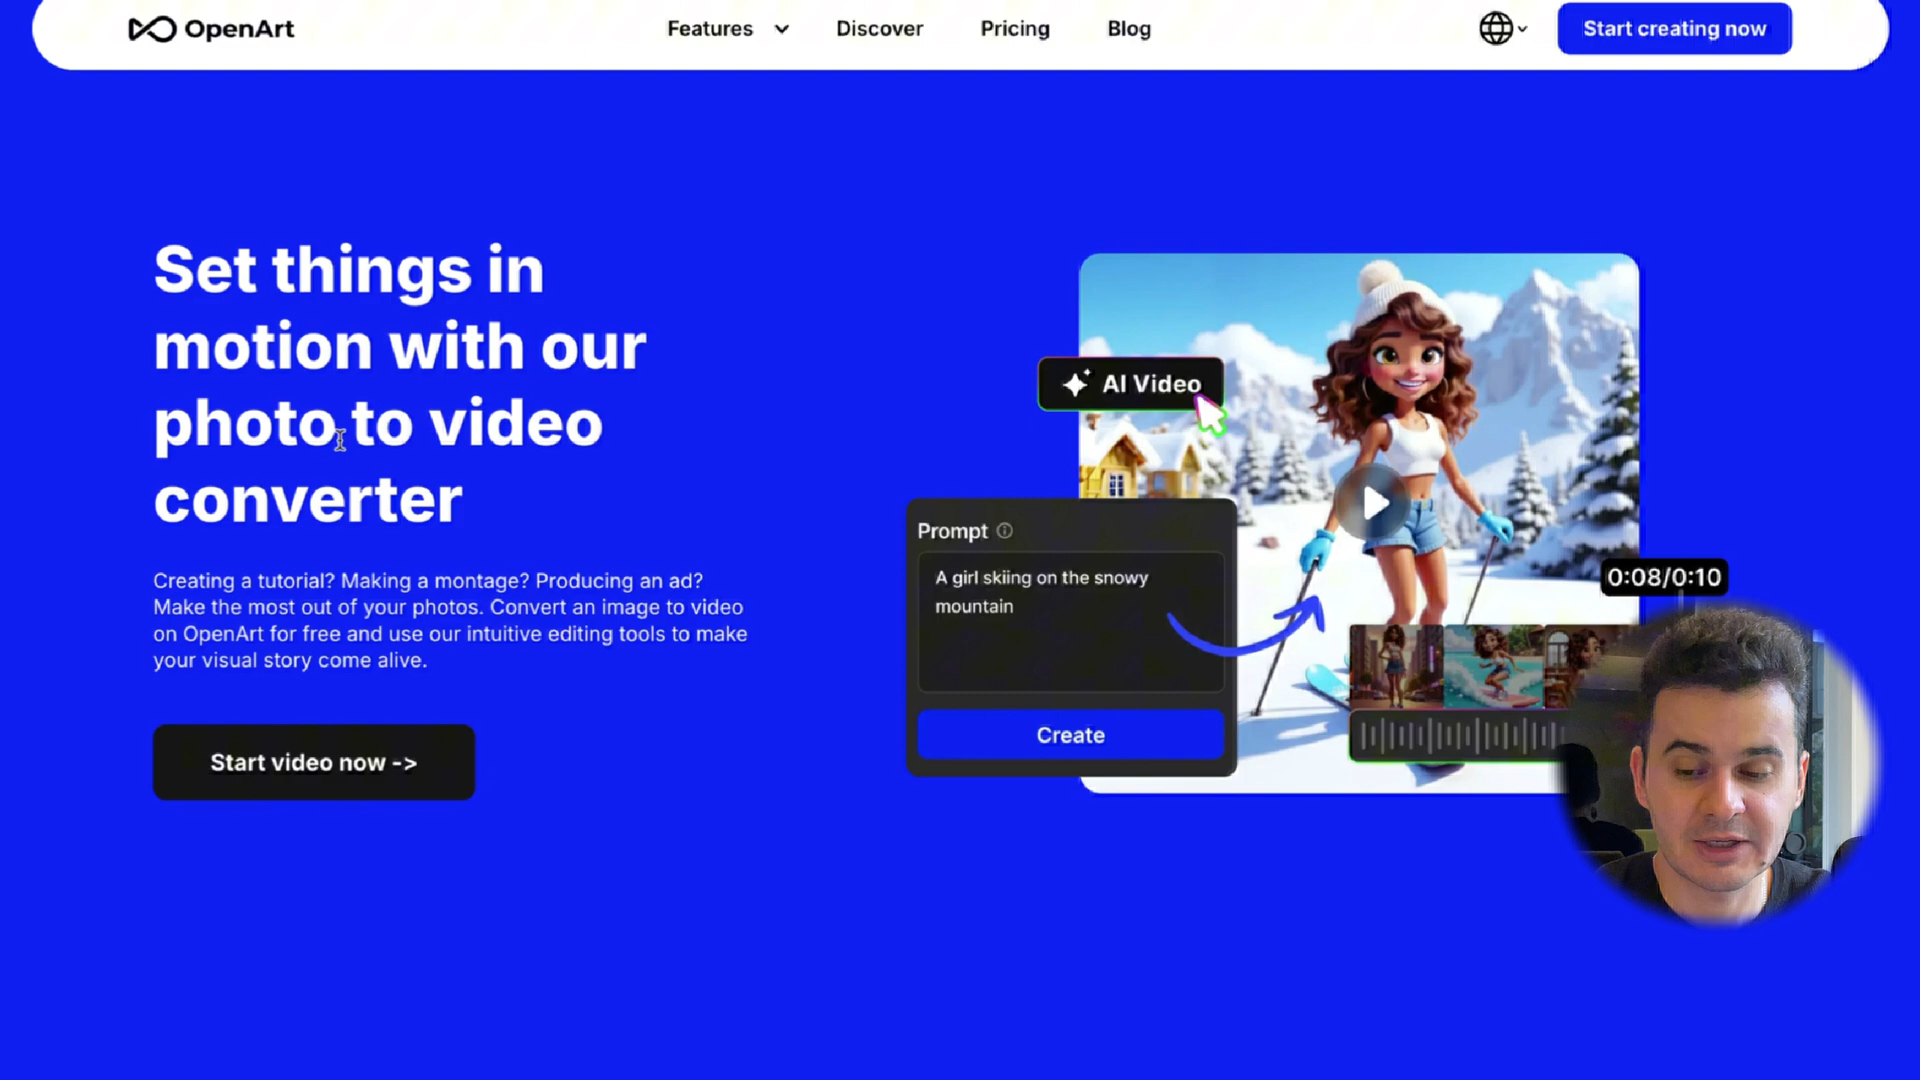 OpenArt
Features
Discover
Pricing
Blog
Start creating now
Set things in
motion with our
photo to video
converter
Creating a tutorial? Making a montage? Producing an ad?
Make the most out of your photos. Convert an image to video
on OpenArt for free and use our intuitive editing tools to make
your visual story come alive.
Start video now ->
AI Video
Prompt
A girl skiing on the snowy
mountain
Create
0:08/0:10